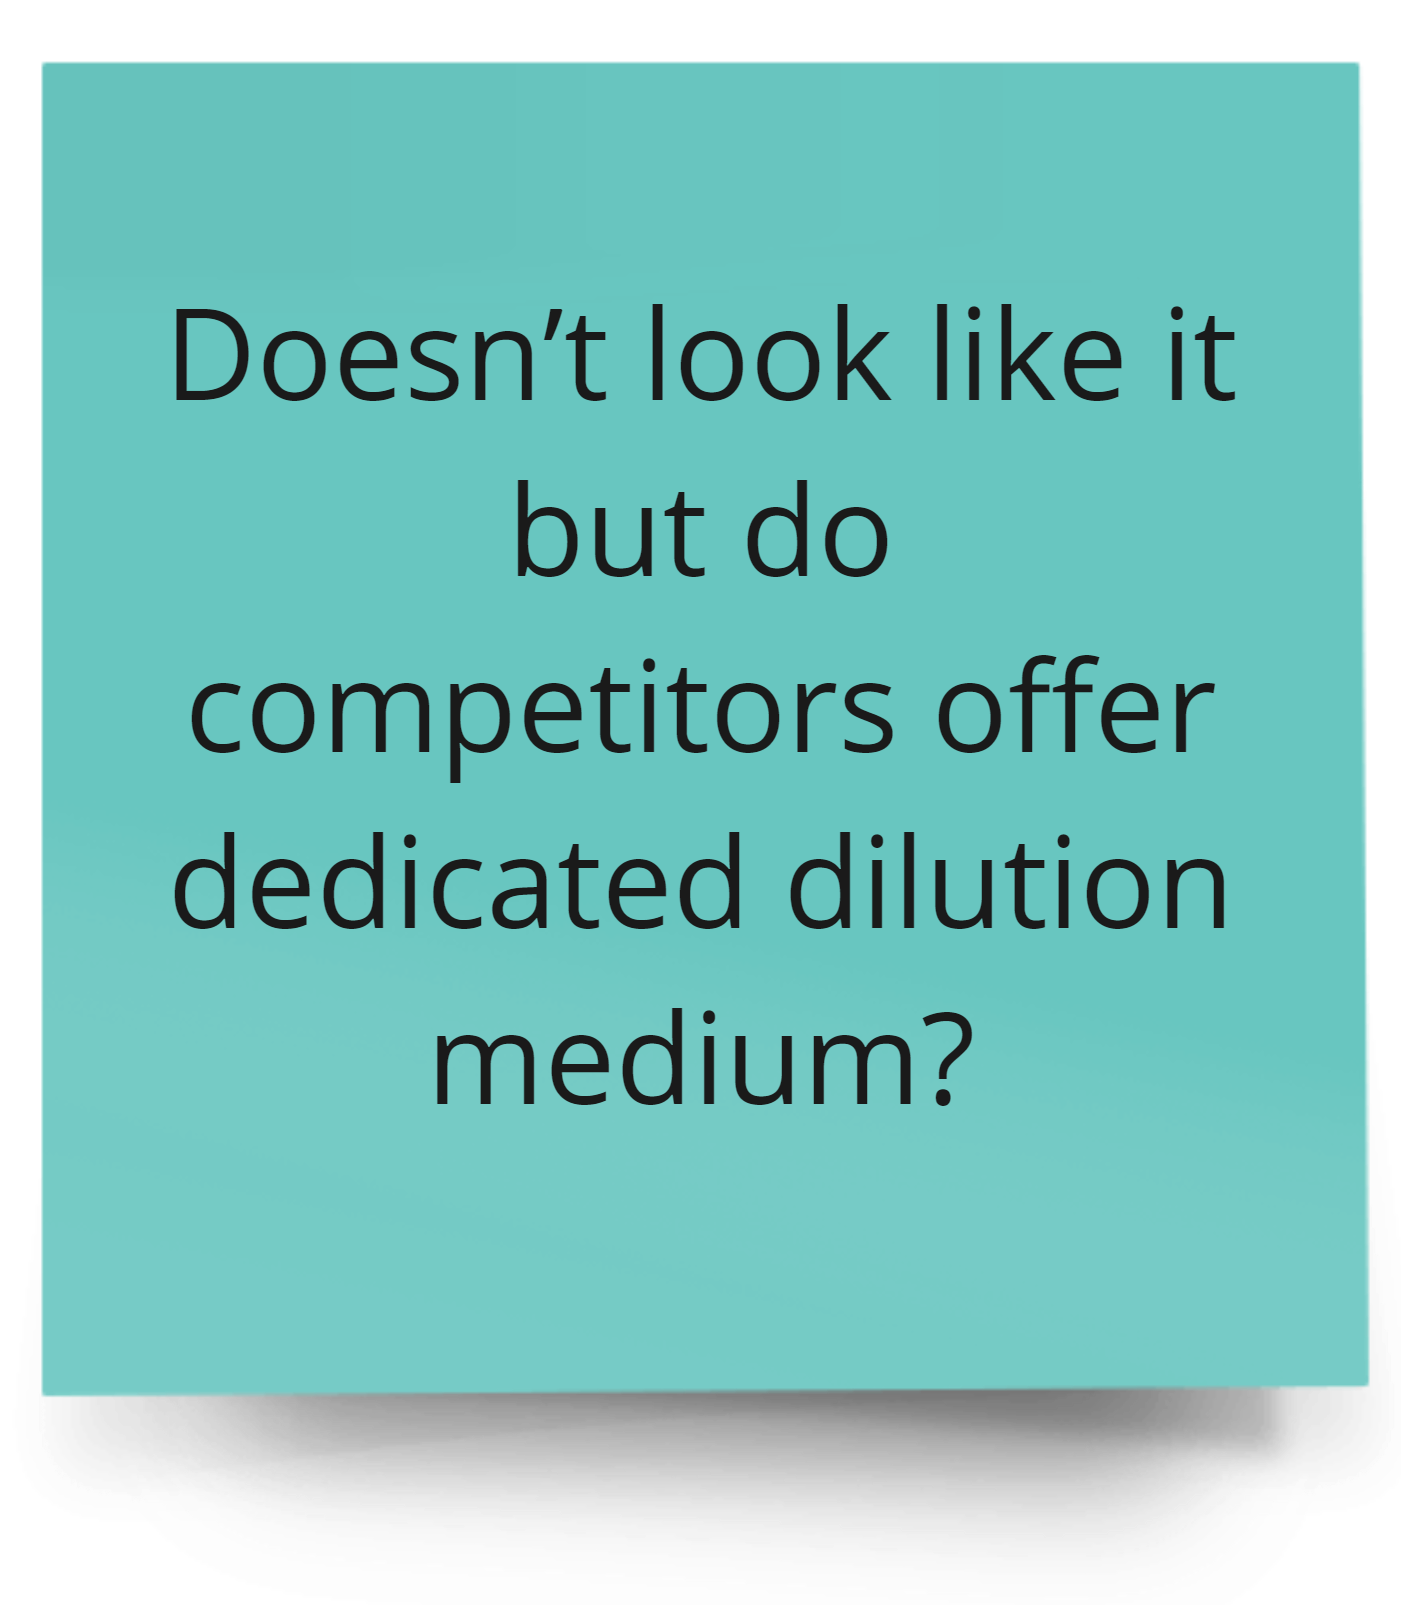 Doesn’t look like it
but do
competitors offer
dedicated dilution
medium?